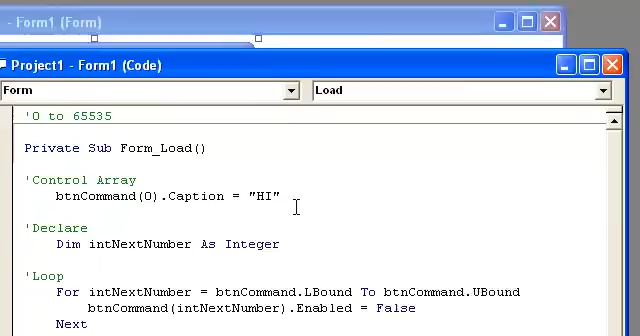 - Form1 (Form)
Project1 - Form1 (Code)
Form
Load
'0 to 65535
Private Sub Form_Load()
'Control Array
btnCommand(0).Caption = "HI"
'Declare
Dim intNextNumber As Integer
'Loop
For intNextNumber = btnCommand.LBound To btnCommand.UBound
btnCommand(intNextNumber).Enabled = False
Next